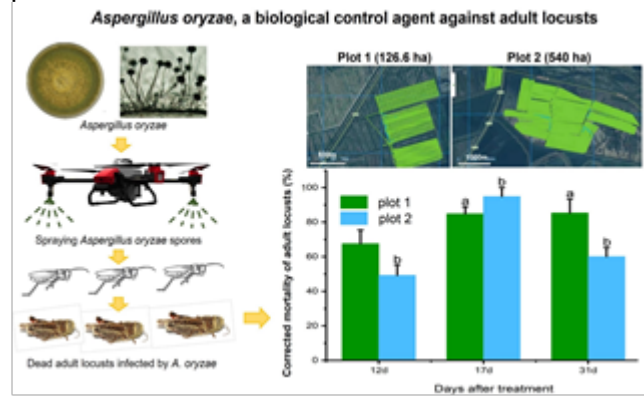 Aspergillus oryzae, a biological control agent against adult locusts
Aspergillus oryzae
Spraying Aspergillus oryzae spores
Dead adult locusts infected by A. oryzae
Plot 1 (126.6 ha)
Plot 2 (540 ha)
Corrected mortality of adult locusts (%)
100
80
60
40
20
0
plot 1
plot 2
b
a
b
a
b
12d
17d
31d
Days after treatment